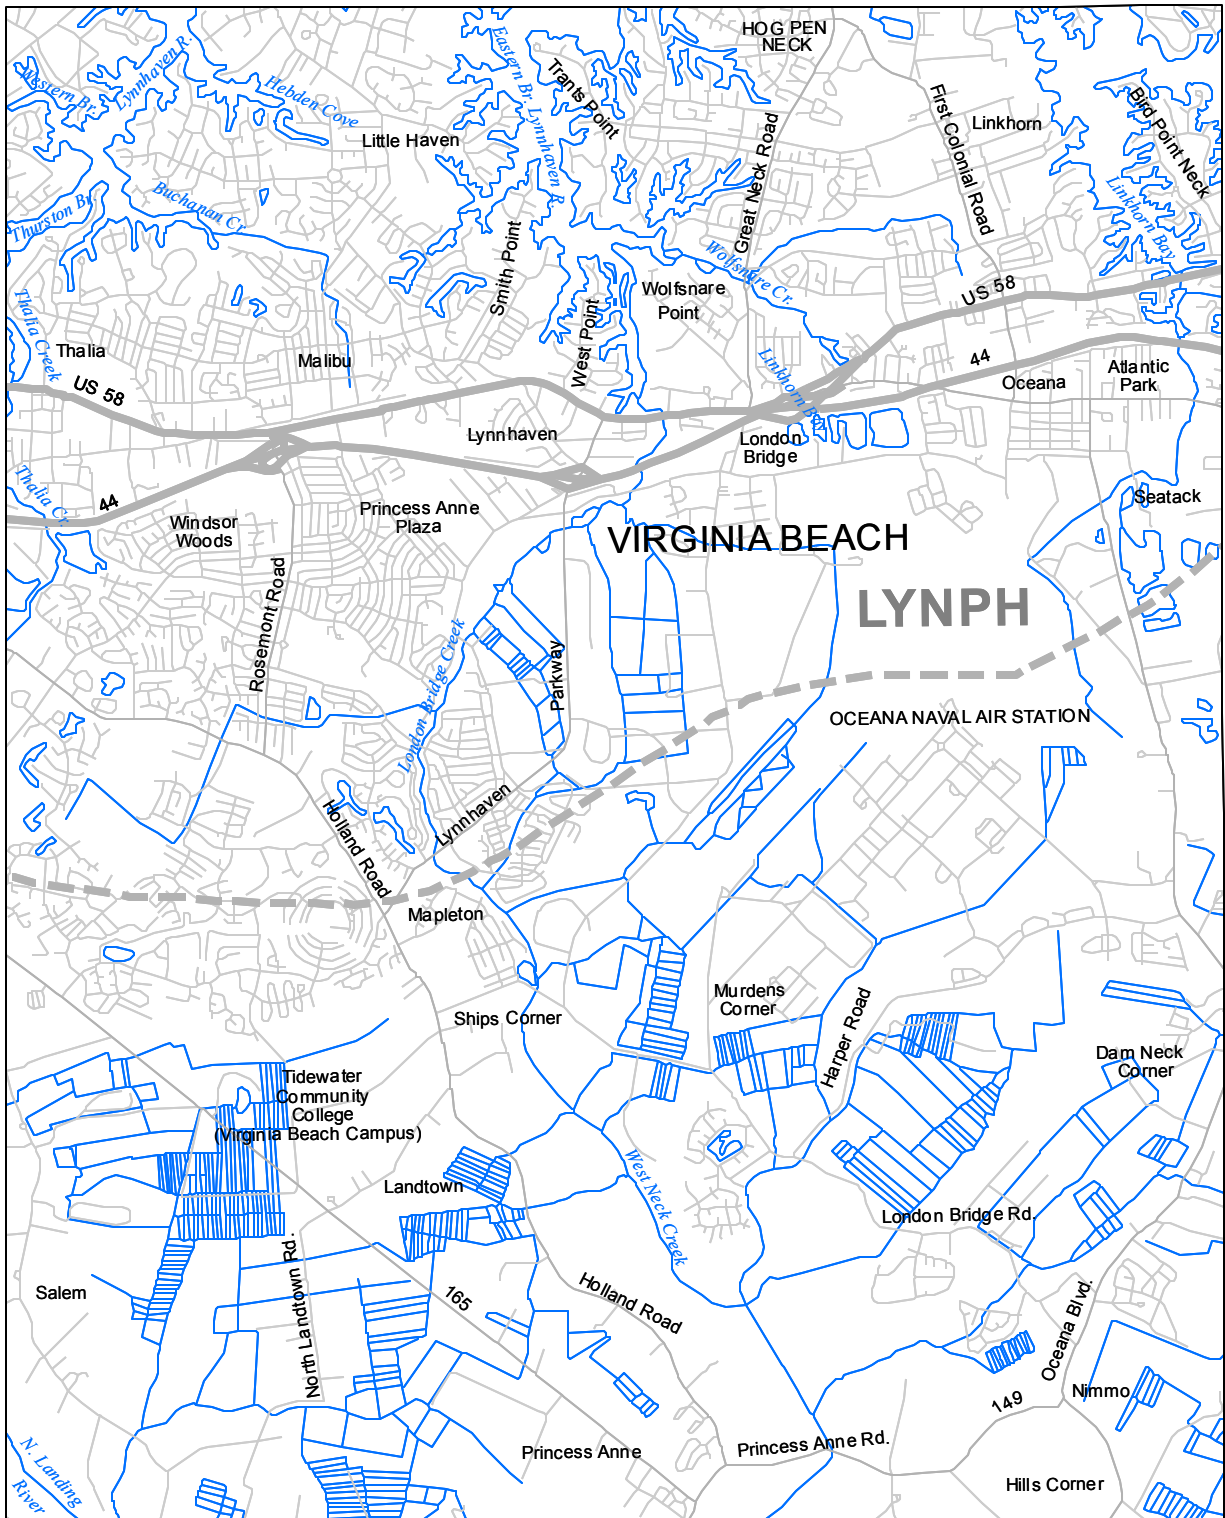 HOG PEN
NECK
Western Br.
Lynnhaven R.
Hebden Cove
Eastern Br. Lynnhaven R.
Trants Point
Little Haven
Great Neck Road
First Colonial Road
Linkhorn
Bird Point Neck
Thurston Br.
Buchanan Cr.
Linkhorn Bay
Smith Point
Wolfsnare Cr.
Wolfsnare
Point
US 58
Thalia Creek
Thalia
Malibu
West Point
Linkhorn Bay
44
Oceana
Atlantic
Park
US 58
Lynnhaven
London
Bridge
Thalia Cr.
44
Windsor
Woods
Princess Anne
Plaza
Seatack
VIRGINIA BEACH
LYNPH
Rosemont Road
London Bridge Creek
Parkway
OCEANA NAVAL AIR STATION
Holland Road
Lynnhaven
Mapleton
Murdens
Corner
Ships Corner
Harper Road
Dam Neck
Corner
Tidewater
Community
College
(Virginia Beach Campus)
Landtown
West Neck Creek
London Bridge Rd.
Salem
North Landtown Rd.
165
Holland Road
Oceana Blvd.
149
Nimmo
Princess Anne
Princess Anne Rd.
Hills Corner
N. Landing
River